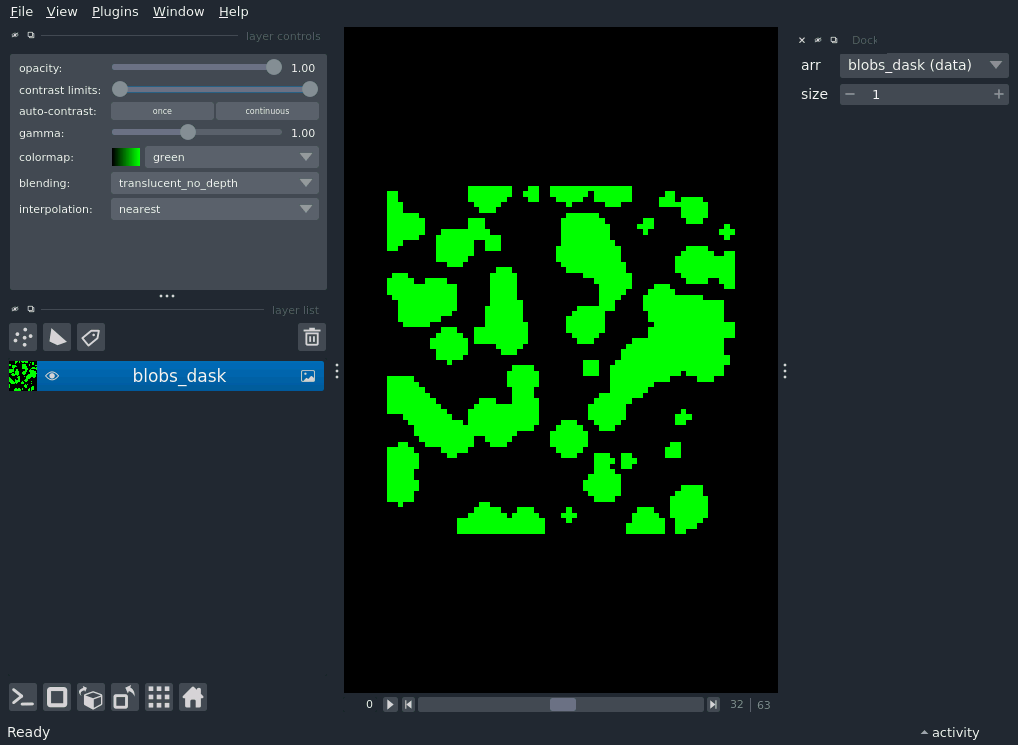 File View Plugins Window Help
layer controls
opacity: 1.00
contrast limits:
auto-contrast: once continuous
gamma: 1.00
colormap: green
blending: translucent_no_depth
interpolation: nearest
layer list
blobs_dask
0 32 | 63
Ready
Dock
arr blobs_dask (data)
size − 1 +
activity